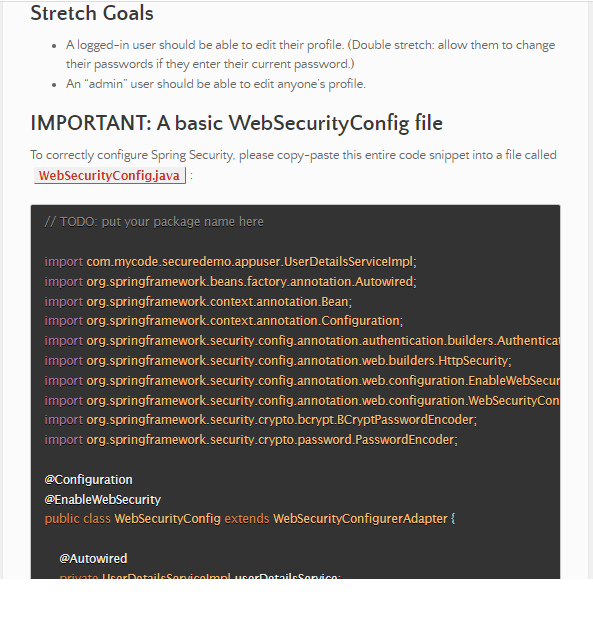 Stretch Goals
• A logged-in user should be able to edit their profile. (Double stretch: allow them to change
their passwords if they enter their current password.)
• An “admin” user should be able to edit anyone’s profile.
IMPORTANT: A basic WebSecurityConfig file
To correctly configure Spring Security, please copy-paste this entire code snippet into a file called
WebSecurityConfig.java :
// TODO: put your package name here
import com.mycode.securedemo.appuser.UserDetailsServiceImpl;
import org.springframework.beans.factory.annotation.Autowired;
import org.springframework.context.annotation.Bean;
import org.springframework.context.annotation.Configuration;
import org.springframework.security.config.annotation.authentication.builders.Authenticat
import org.springframework.security.config.annotation.web.builders.HttpSecurity;
import org.springframework.security.config.annotation.web.configuration.EnableWebSecur
import org.springframework.security.config.annotation.web.configuration.WebSecurityCon
import org.springframework.security.crypto.bcrypt.BCryptPasswordEncoder;
import org.springframework.security.crypto.password.PasswordEncoder;
@Configuration
@EnableWebSecurity
public class WebSecurityConfig extends WebSecurityConfigurerAdapter {
@Autowired
private UserDetailsServiceImpl userDetailsService;